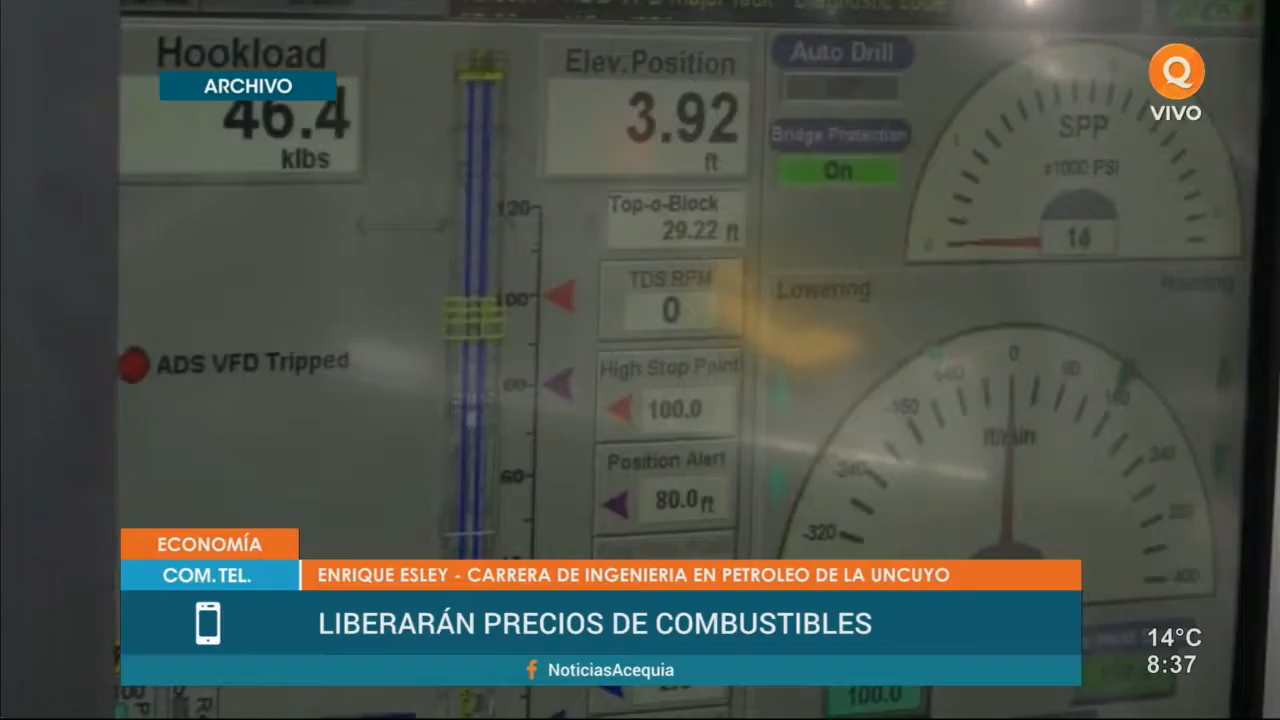 Hookload
ARCHIVO
46.4
klbs
Elev.Position
3.92
ft
Auto Drill
Bridge Protection
On
SPP
x1000 PSI
0
14
Q
VIVO
Top-o-Block
29.22 ft
120
100
80
60
TDS.RPM
0
Lowering
ADS VFD Tripped
High Stop Point
100.0
Position Alert
80.0 ft
0
80
160
240
-160
-240
-320
ft/min
ECONOMÍA
COM.TEL.
ENRIQUE ESLEY - CARRERA DE INGENIERIA EN PETROLEO DE LA UNCUYO
LIBERARÁN PRECIOS DE COMBUSTIBLES
NoticiasAcequia
14°C
8:37
100.0